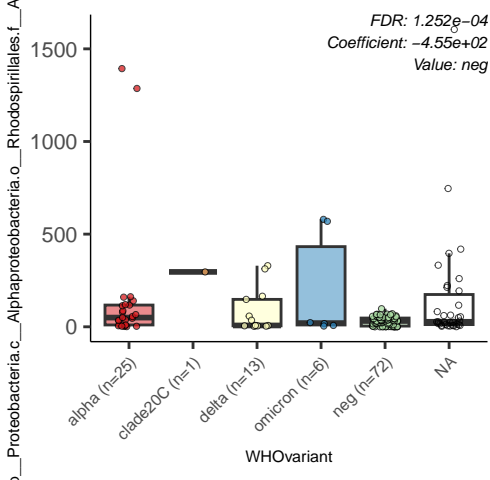 FDR: 1.252e−04
Coefficient: −4.55e+02
Value: neg
1500
1000
500
0
__Proteobacteria.c__Alphaproteobacteria.o__Rhodospirillales.f__A
alpha (n=25)
clade20C (n=1)
delta (n=13)
omicron (n=6)
neg (n=72)
NA
WHOvariant